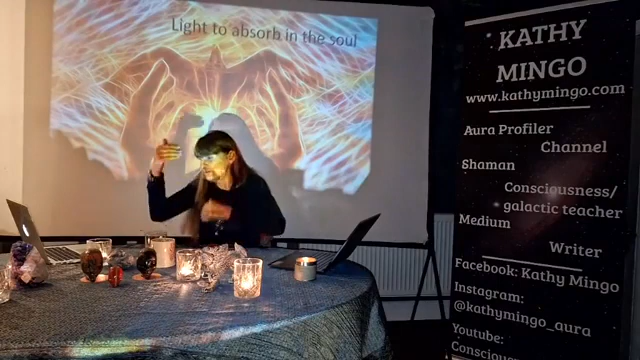 Light to absorb in the soul
KATHY
MINGO
www.kathymingo.com
Aura Profiler
Channel
Shaman
Consciousness/
galactic teacher
Medium
Writer
Facebook: Kathy Mingo
Instagram:
@kathymingo_aura
Youtube: